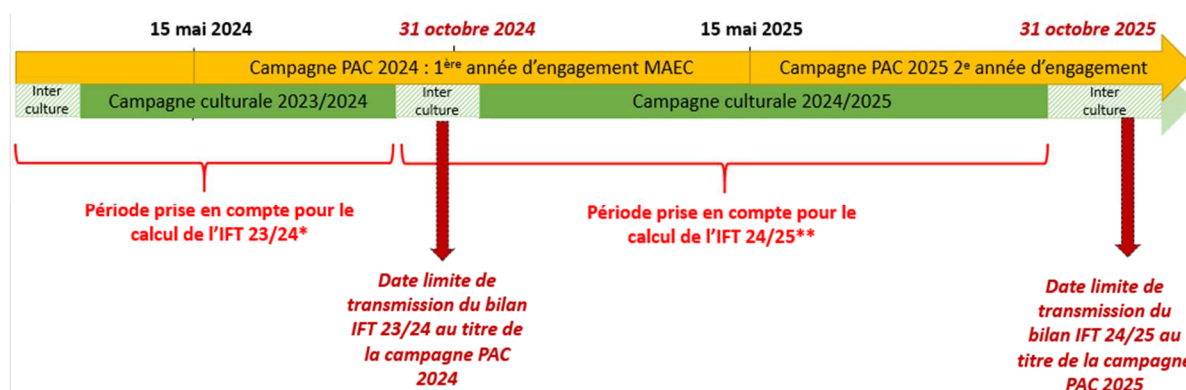 15 mai 2024
31 octobre 2024
15 mai 2025
31 octobre 2025
Campagne PAC 2024 : 1ère année d’engagement MAEC
Campagne PAC 2025 2e année d’engagement
Inter
culture
Campagne culturale 2023/2024
Inter
culture
Campagne culturale 2024/2025
Inter
culture
Période prise en compte pour le
calcul de l’IFT 23/24*
Période prise en compte pour le
calcul de l’IFT 24/25**
Date limite de
transmission du bilan
IFT 23/24 au titre de
la campagne PAC
2024
Date limite de
transmission du
bilan IFT 24/25 au
titre de la campagne
PAC 2025